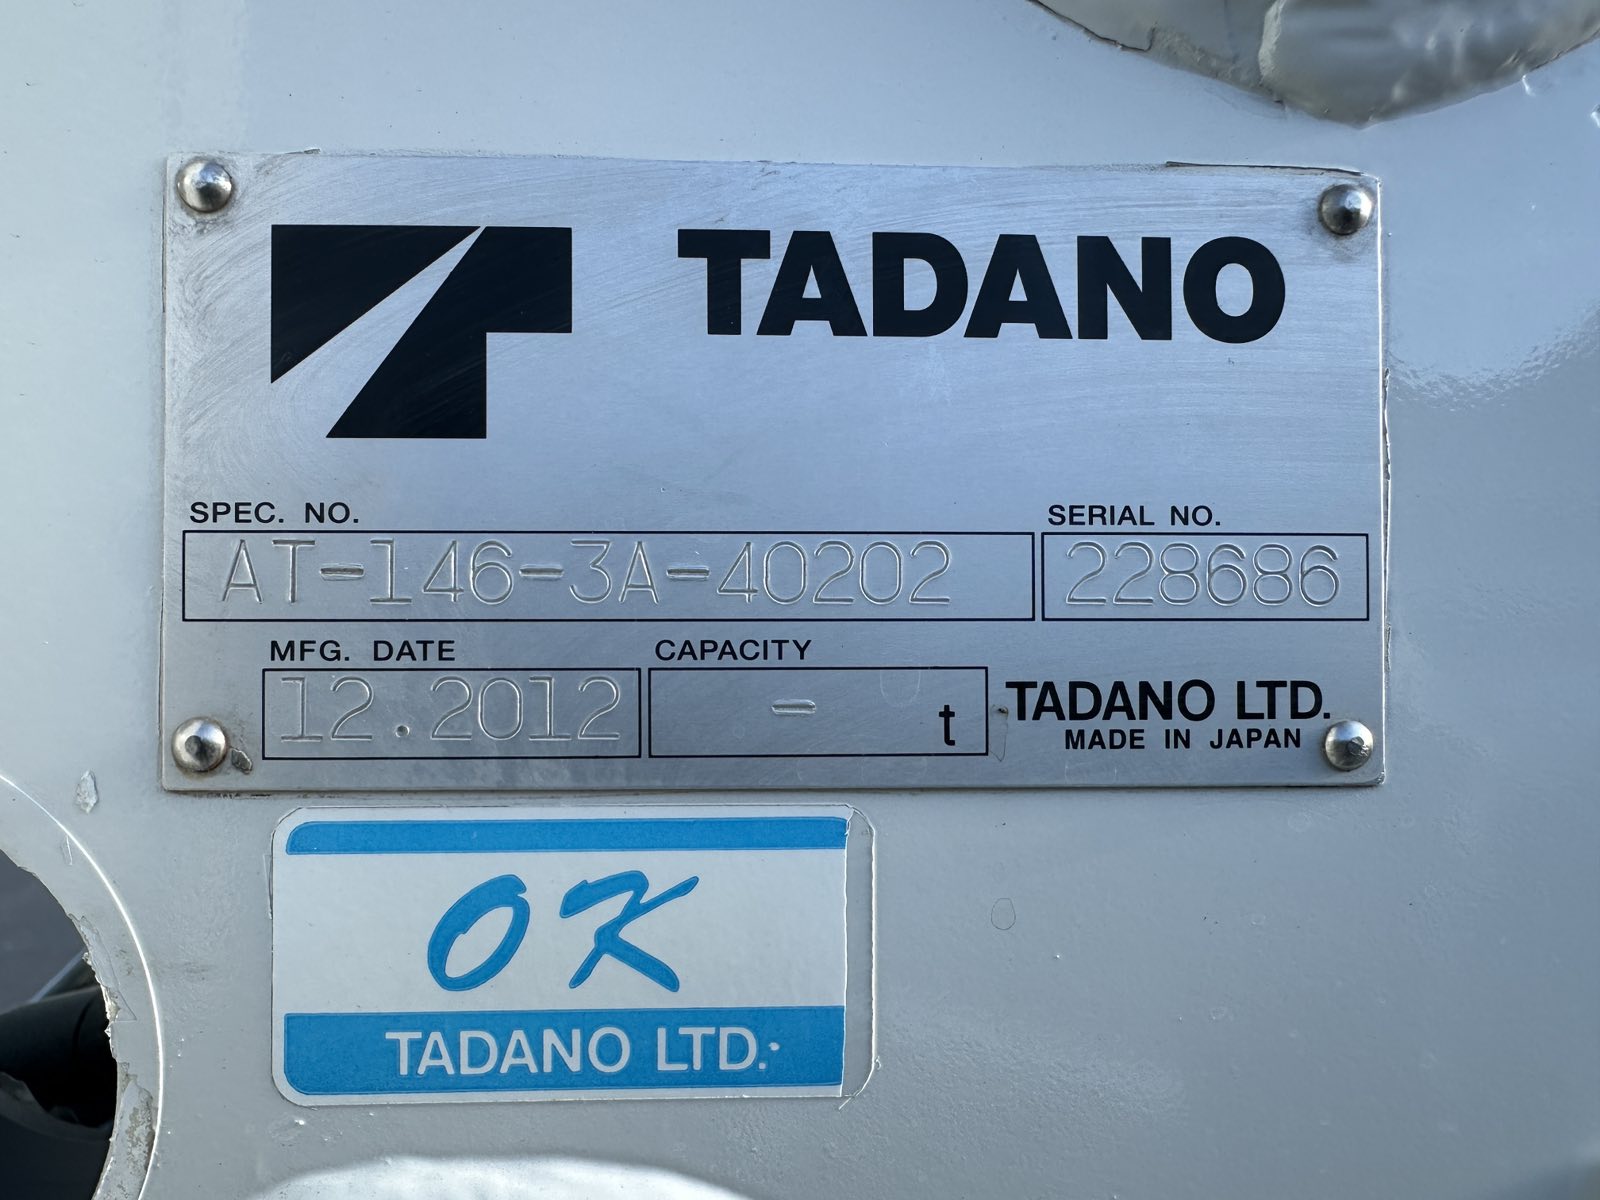 TADANO
SPEC. NO.
SERIAL NO.
AT-146-3A-40202
228686
MFG. DATE
CAPACITY
12.2012
- t
TADANO LTD.
MADE IN JAPAN
OK
TADANO LTD.